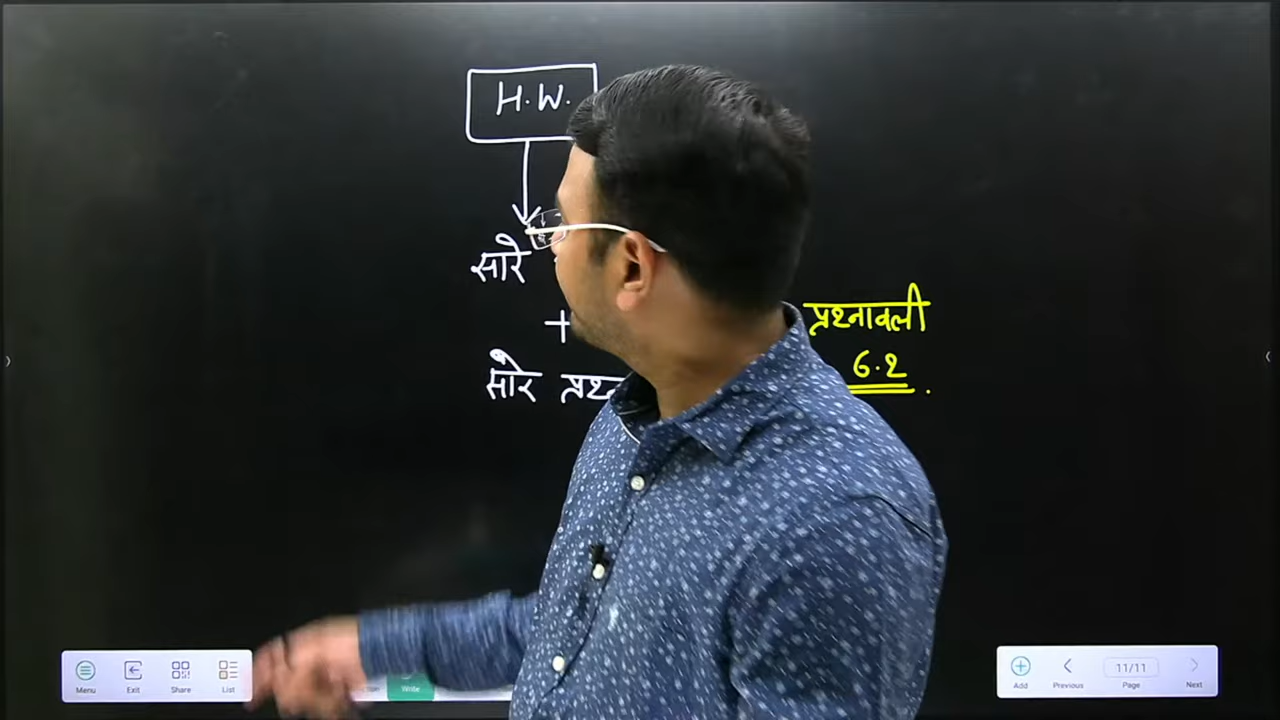 H.W.
सारे
+
प्रश्नावली
6.2
सारे
Menu
Exit
Share
List
Write
Add
Previous
11/11
Page
Next